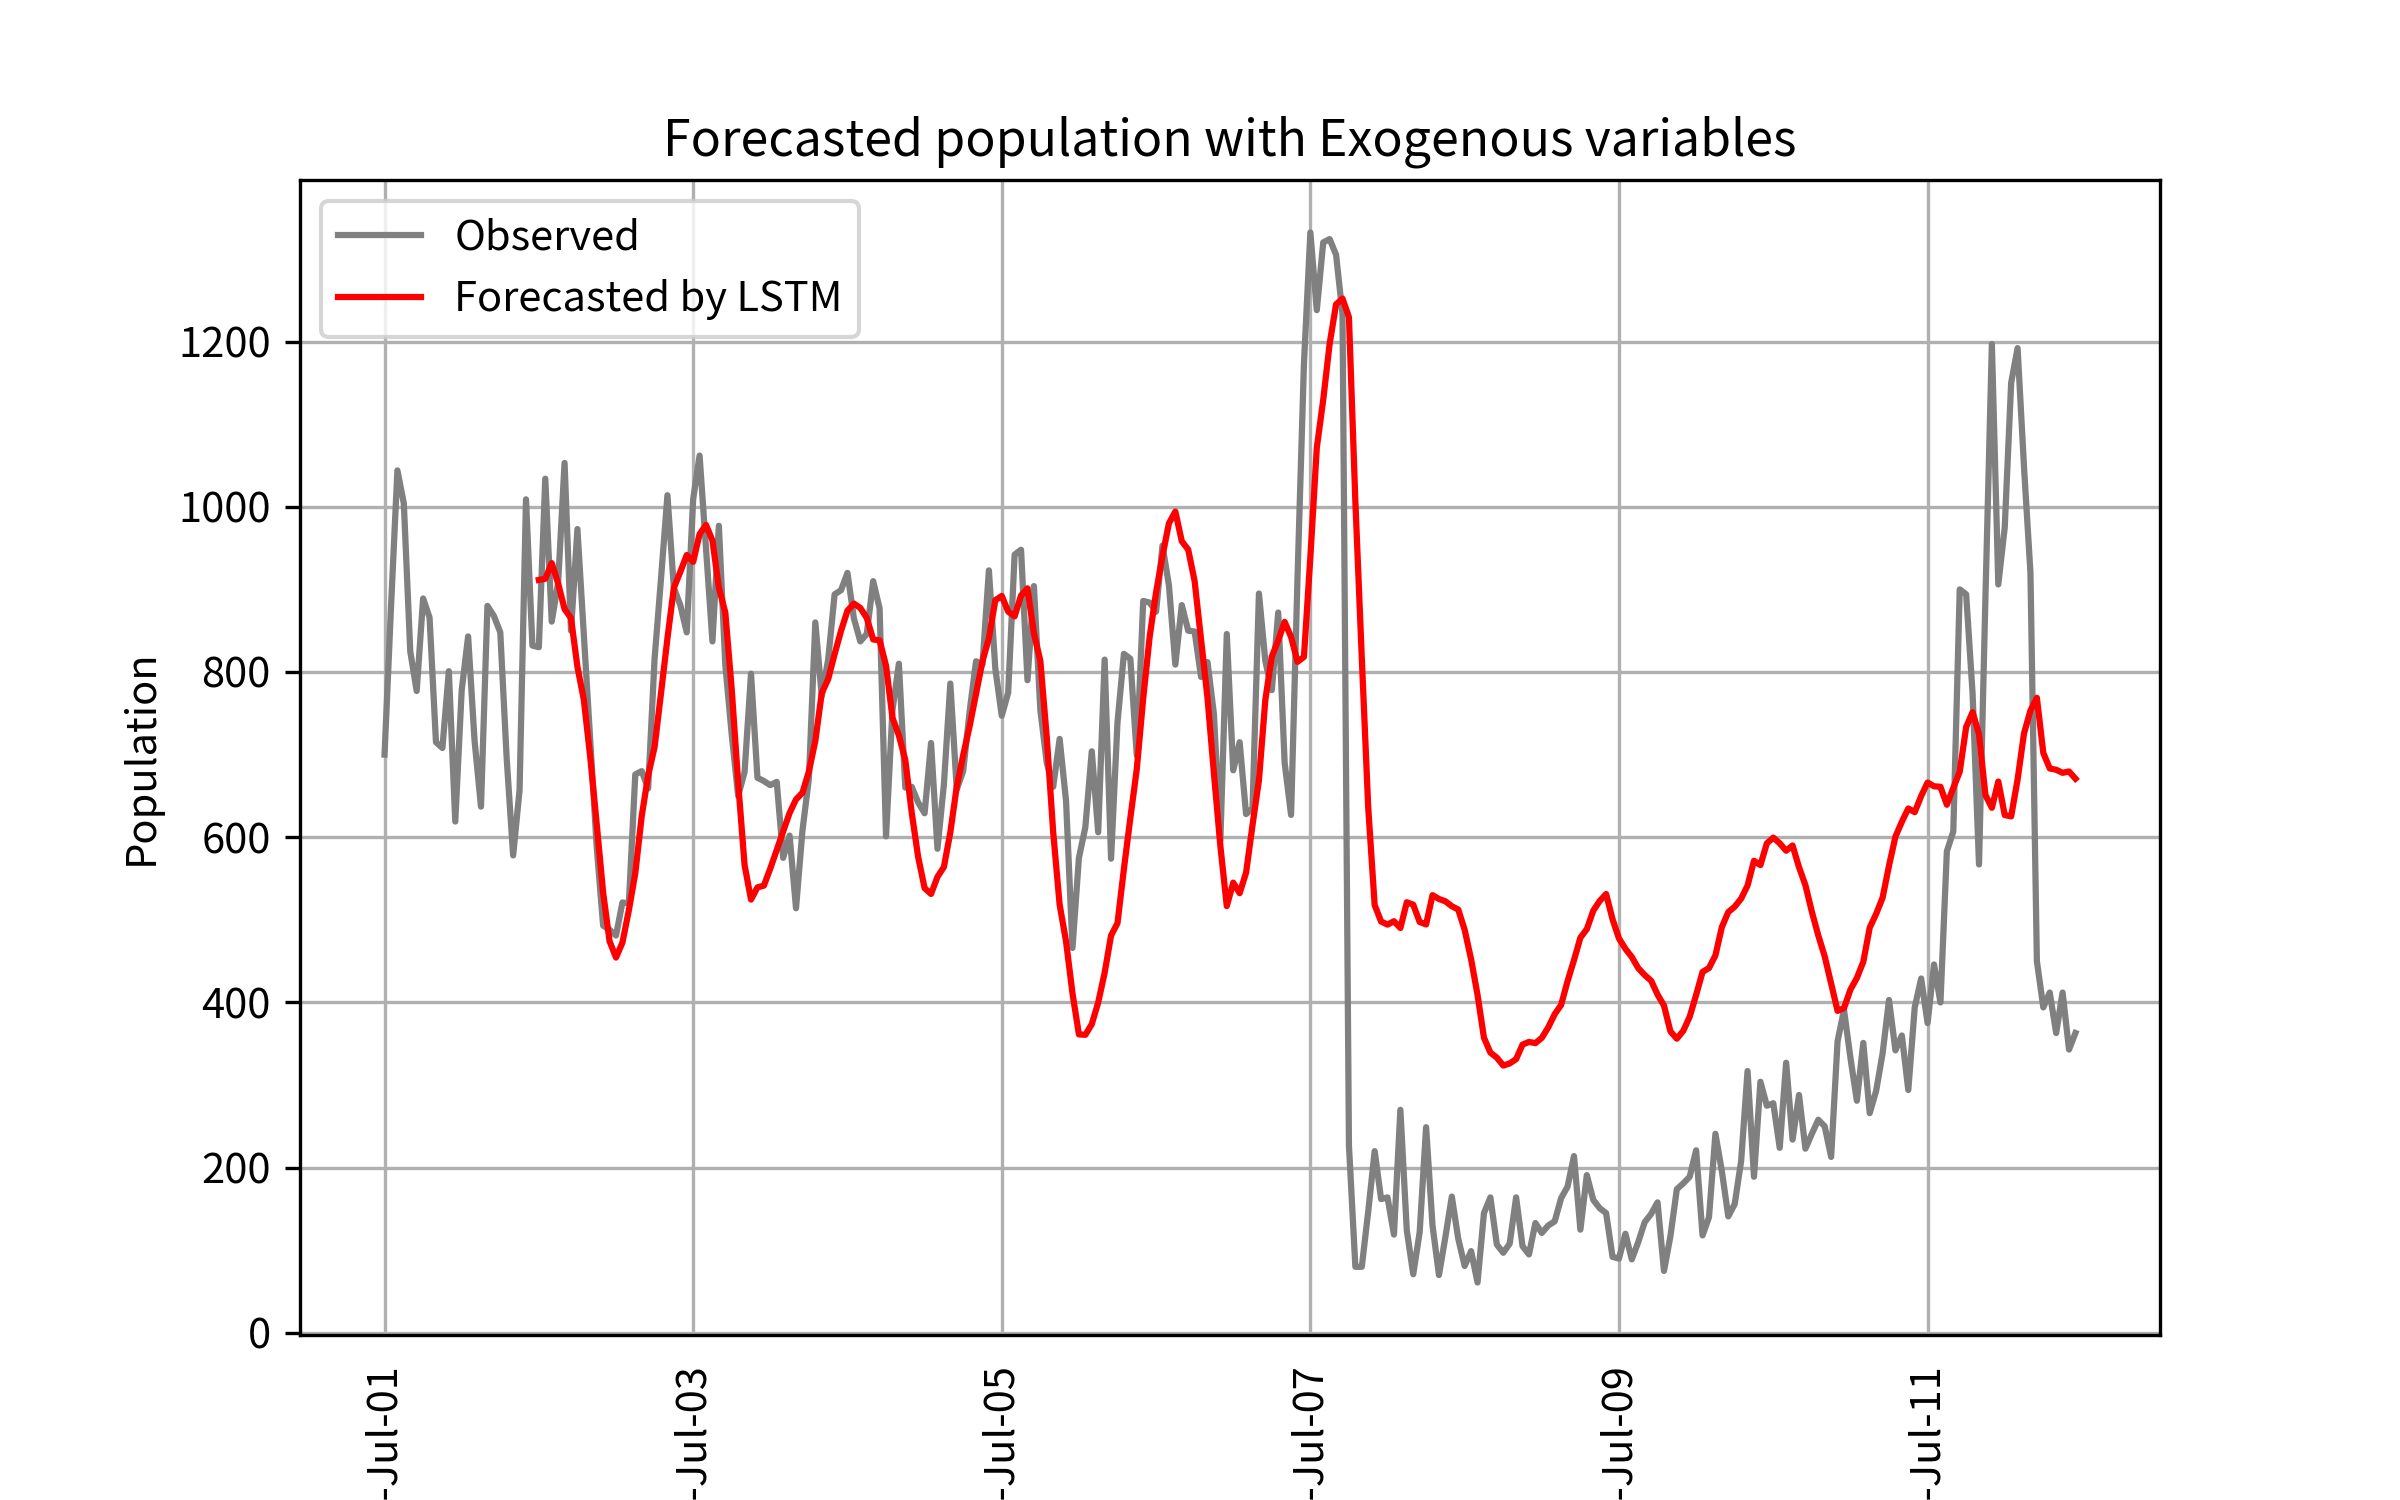 Forecasted population with Exogenous variables
Observed
Forecasted by LSTM
Population
1200
1000
800
600
400
200
0
-Jul-01
-Jul-03
-Jul-05
-Jul-07
-Jul-09
-Jul-11